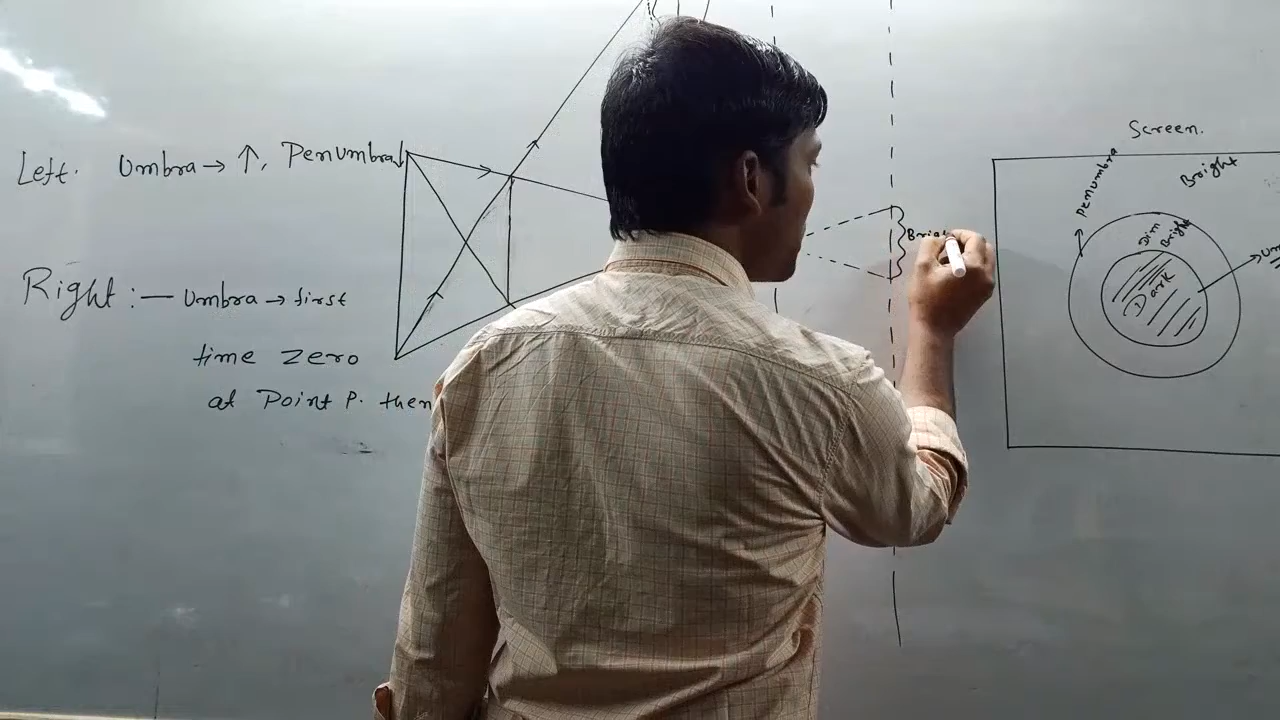 Left. Umbra → ↑, Penumbra ↓
Right :— Umbra → first
time zero
at Point P. then
Screen.
Penumbra
Bright
Dim
Bright
Dark